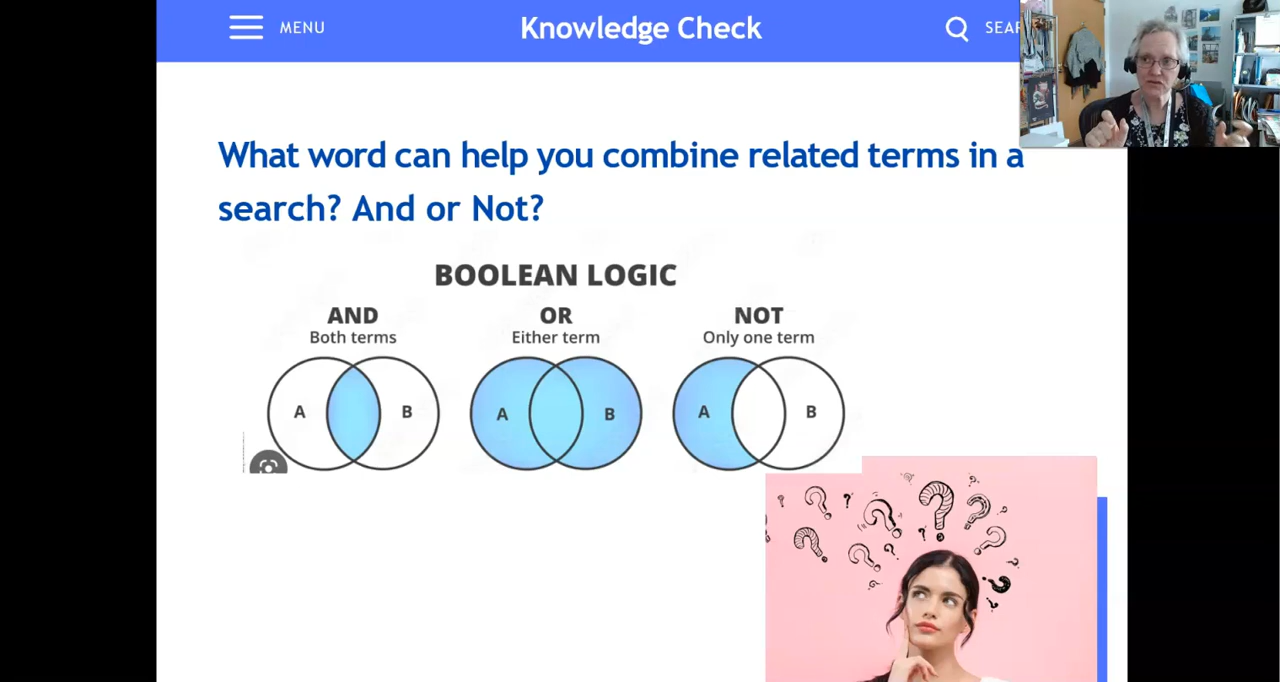 MENU
Knowledge Check
What word can help you combine related terms in a
search? And or Not?
BOOLEAN LOGIC
AND
OR
NOT
Both terms
Either term
Only one term
A
B
A
B
A
B